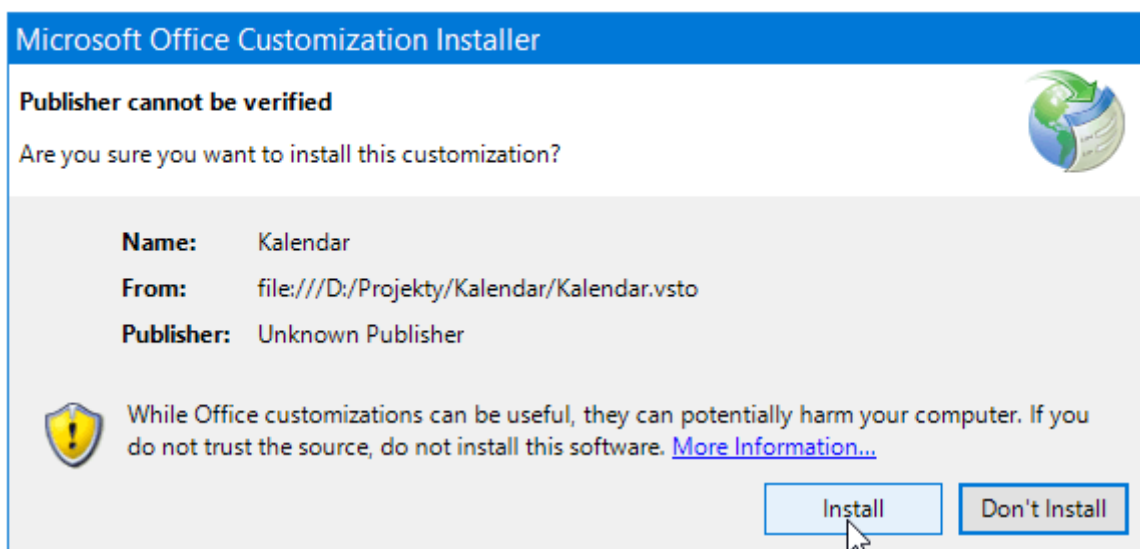 Microsoft Office Customization Installer
Publisher cannot be verified
Are you sure you want to install this customization?
Name: Kalendar
From: file:///D:/Projekty/Kalendar/Kalendar.vsto
Publisher: Unknown Publisher
While Office customizations can be useful, they can potentially harm your computer. If you
do not trust the source, do not install this software. More Information...
Install Don't Install